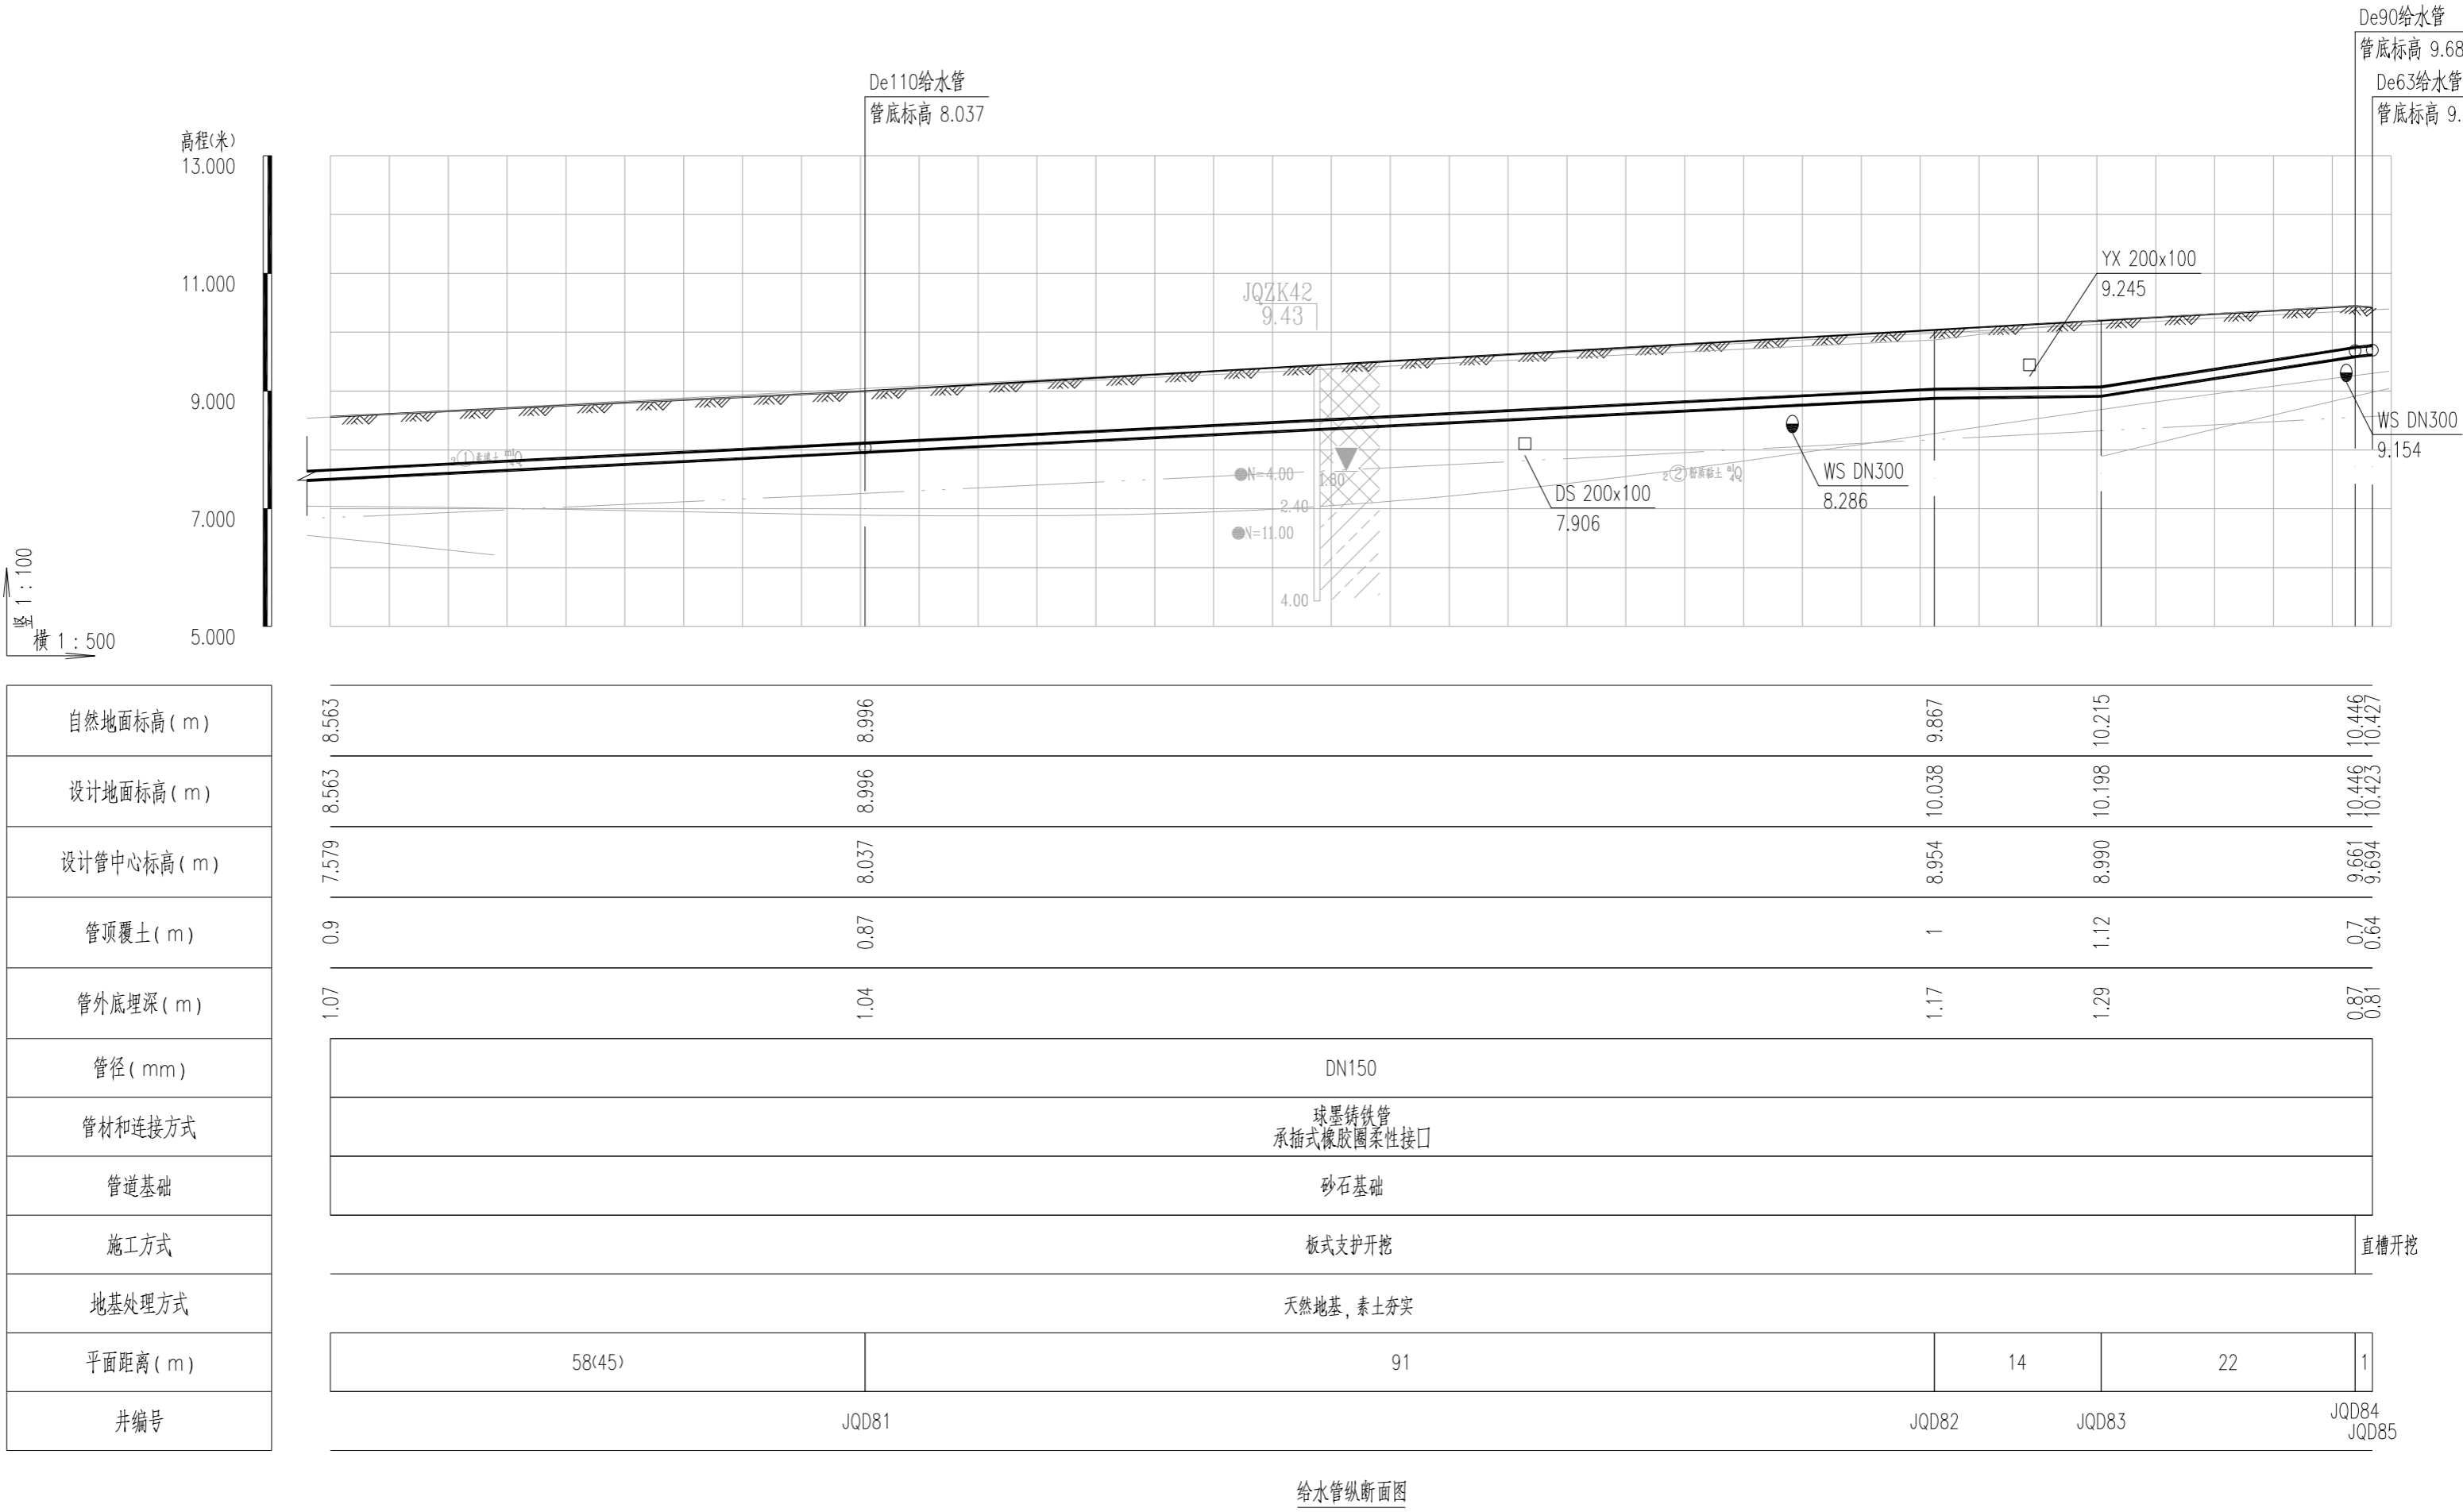 De90给水管
管底标高 9.68
De63给水管
管底标高 9.
De110给水管
管底标高 8.037
高程(米)
13.000
11.000
9.000
7.000
5.000
竖 1：100
横 1：500
JQZK42
9.43
YX 200x100
9.245
WS DN300
9.154
WS DN300
8.286
DS 200x100
7.906
N=4.00
1.80
2.40
N=11.00
4.00
自然地面标高(m) 8.563 8.996 9.867 10.215 10.446 10.427
设计地面标高(m) 8.563 8.996 10.038 10.198 10.446 10.423
设计管中心标高(m) 7.579 8.037 8.954 8.990 9.661 9.694
管顶覆土(m) 0.9 0.87 1 1.12 0.7 0.64
管外底埋深(m) 1.07 1.04 1.17 1.29 0.87 0.81
管径(mm) DN150
管材和连接方式 球墨铸铁管
承插式橡胶圈柔性接口
管道基础 砂石基础
施工方式 板式支护开挖 直槽开挖
地基处理方式 天然地基，素土夯实
平面距离(m) 58(45) 91 14 22 1
井编号 JQD81 JQD82 JQD83 JQD84
JQD85
给水管纵断面图